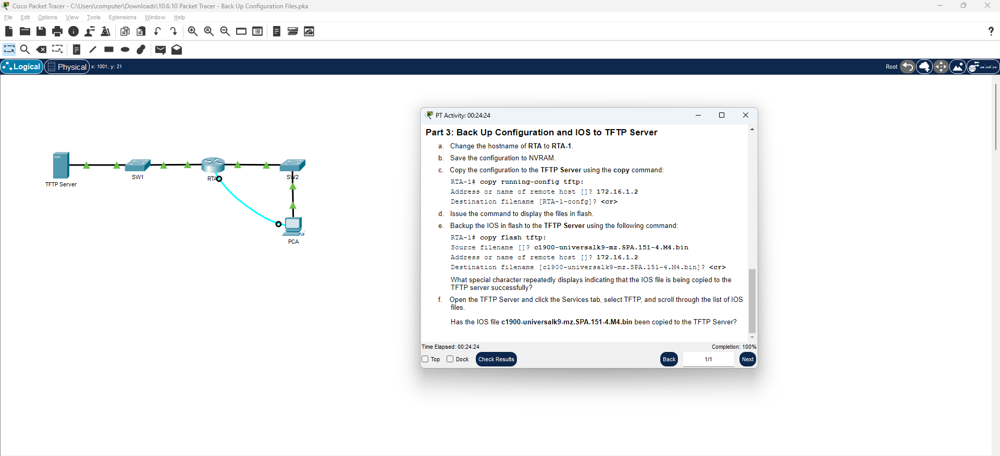 Cisco Packet Tracer - C:\Users\computer\Downloads\10.6.10 Packet Tracer - Back Up Configuration Files.pka
File Edit Options View Tools Extensions Window Help
Logical Physical x: 1001, y: 21 Root
PT Activity: 00:24:24
Part 3: Back Up Configuration and IOS to TFTP Server
a. Change the hostname of RTA to RTA-1.
b. Save the configuration to NVRAM.
c. Copy the configuration to the TFTP Server using the copy command:
RTA-1# copy running-config tftp:
Address or name of remote host []? 172.16.1.2
Destination filename [RTA-1-confg]? <cr>
d. Issue the command to display the files in flash.
e. Backup the IOS in flash to the TFTP Server using the following command:
RTA-1# copy flash tftp:
Source filename []? c1900-universalk9-mz.SPA.151-4.M4.bin
Address or name of remote host []? 172.16.1.2
Destination filename [c1900-universalk9-mz.SPA.151-4.M4.bin]? <cr>
What special character repeatedly displays indicating that the IOS file is being copied to the
TFTP server successfully?
f. Open the TFTP Server and click the Services tab, select TFTP, and scroll through the list of IOS
files.
Has the IOS file c1900-universalk9-mz.SPA.151-4.M4.bin been copied to the TFTP Server?
Time Elapsed: 00:24:24 Completion: 100%
Top Dock Check Results Back 1/1 Next
TFTP Server
SW1
RTA
SW2
PCA